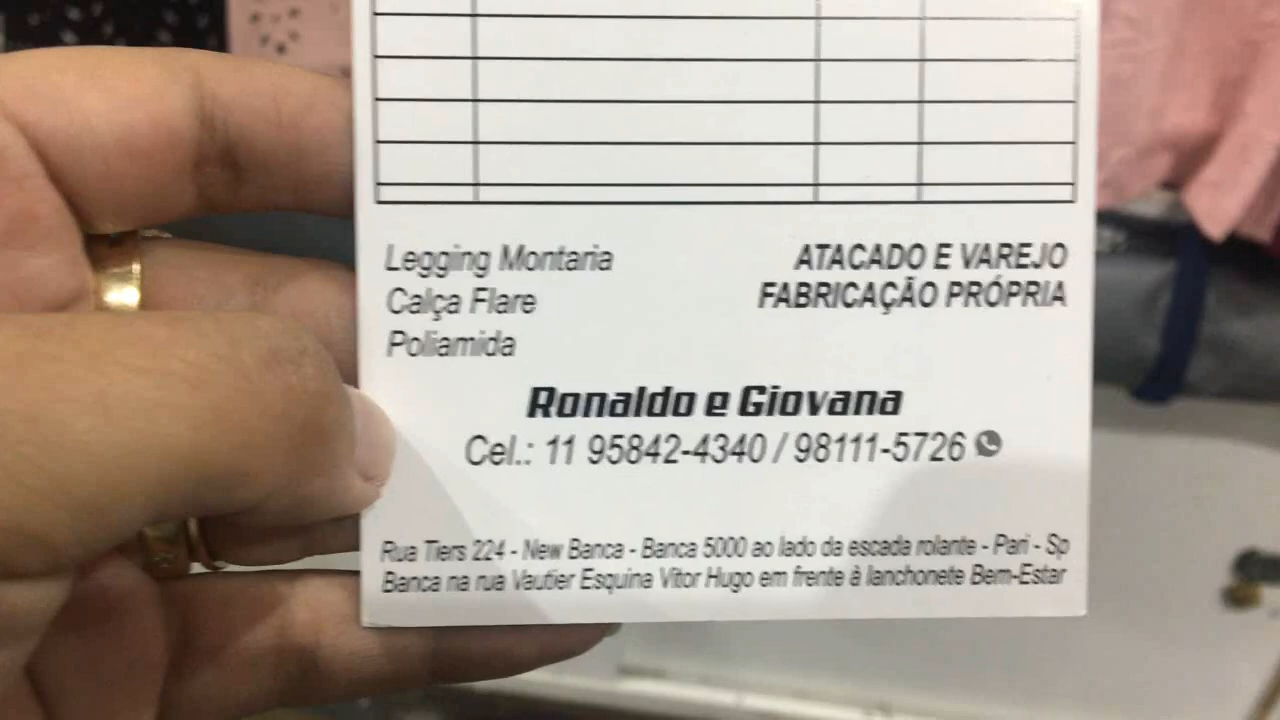 Legging Montaria
Calça Flare
Poliamida
ATACADO E VAREJO
FABRICAÇÃO PRÓPRIA
Ronaldo e Giovana
Cel.: 11 95842-4340 / 98111-5726
Rua Tiers 224 - New Banca - Banca 5000 ao lado da escada rolante - Pari - Sp
Banca na rua Vautier Esquina Vitor Hugo em frente à lanchonete Bem-Estar